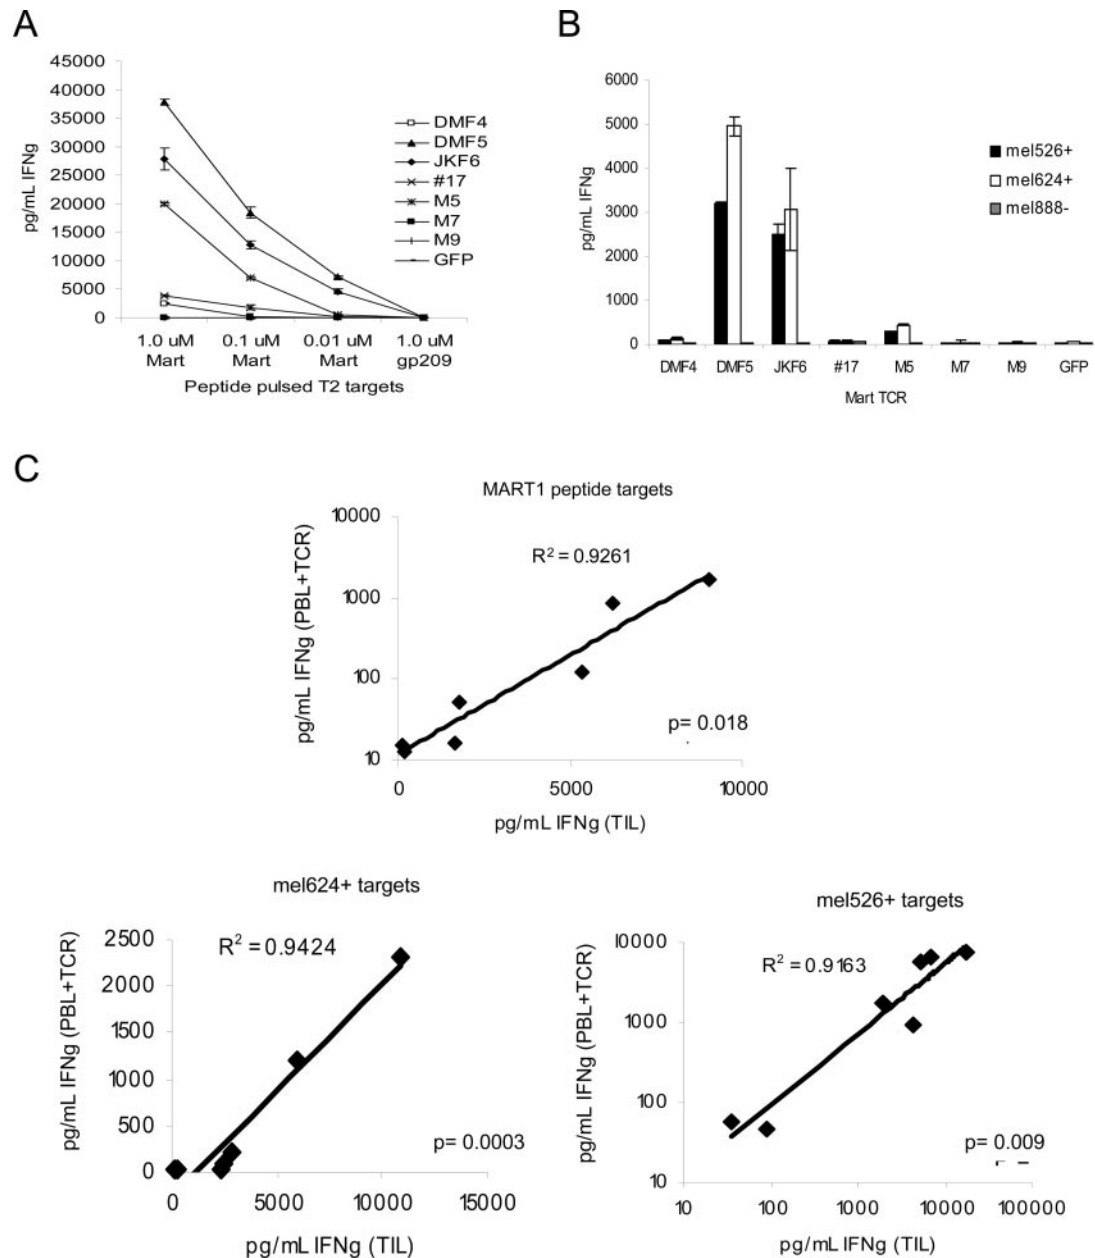 A
pg/mL IFNg
45000
40000
35000
30000
25000
20000
15000
10000
5000
0
1.0 uM Mart
0.1 uM Mart
0.01 uM Mart
1.0 uM gp209
Peptide pulsed T2 targets
DMF4
DMF5
JKF6
#17
M5
M7
M9
GFP
B
pg/mL IFNg
6000
5000
4000
3000
2000
1000
0
DMF4 DMF5 JKF6 #17 M5 M7 M9 GFP
Mart TCR
mel526+
mel624+
mel888-
C
MART1 peptide targets
pg/mL IFNg (PBL+TCR)
10000
1000
100
10
R² = 0.9261
p= 0.018
0 5000 10000
pg/mL IFNg (TIL)
mel624+ targets
pg/mL IFNg (PBL+TCR)
2500
2000
1500
1000
500
0
R² = 0.9424
p= 0.0003
0 5000 10000 15000
pg/mL IFNg (TIL)
mel526+ targets
pg/mL IFNg (PBL+TCR)
10000
1000
100
10
R² = 0.9163
p= 0.009
10 100 1000 10000 100000
pg/mL IFNg (TIL)